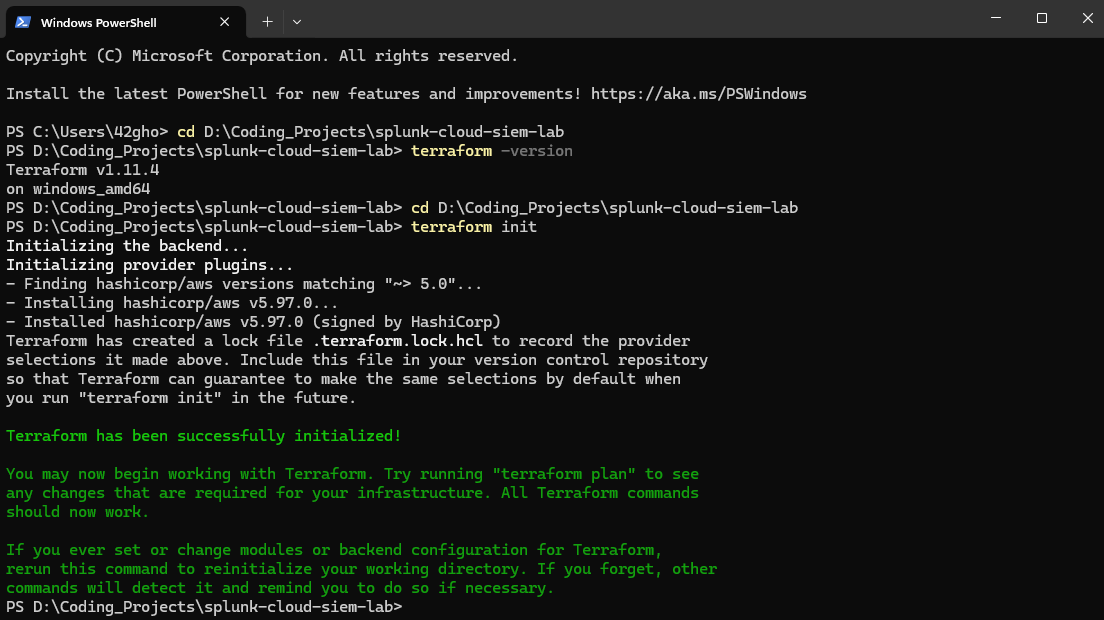 Windows PowerShell
Copyright (C) Microsoft Corporation. All rights reserved.
Install the latest PowerShell for new features and improvements! https://aka.ms/PSWindows
PS C:\Users\42gho> cd D:\Coding_Projects\splunk-cloud-siem-lab
PS D:\Coding_Projects\splunk-cloud-siem-lab> terraform -version
Terraform v1.11.4
on windows_amd64
PS D:\Coding_Projects\splunk-cloud-siem-lab> cd D:\Coding_Projects\splunk-cloud-siem-lab
PS D:\Coding_Projects\splunk-cloud-siem-lab> terraform init
Initializing the backend...
Initializing provider plugins...
- Finding hashicorp/aws versions matching "~> 5.0"...
- Installing hashicorp/aws v5.97.0...
- Installed hashicorp/aws v5.97.0 (signed by HashiCorp)
Terraform has created a lock file .terraform.lock.hcl to record the provider
selections it made above. Include this file in your version control repository
so that Terraform can guarantee to make the same selections by default when
you run "terraform init" in the future.
Terraform has been successfully initialized!
You may now begin working with Terraform. Try running "terraform plan" to see
any changes that are required for your infrastructure. All Terraform commands
should now work.
If you ever set or change modules or backend configuration for Terraform,
rerun this command to reinitialize your working directory. If you forget, other
commands will detect it and remind you to do so if necessary.
PS D:\Coding_Projects\splunk-cloud-siem-lab>